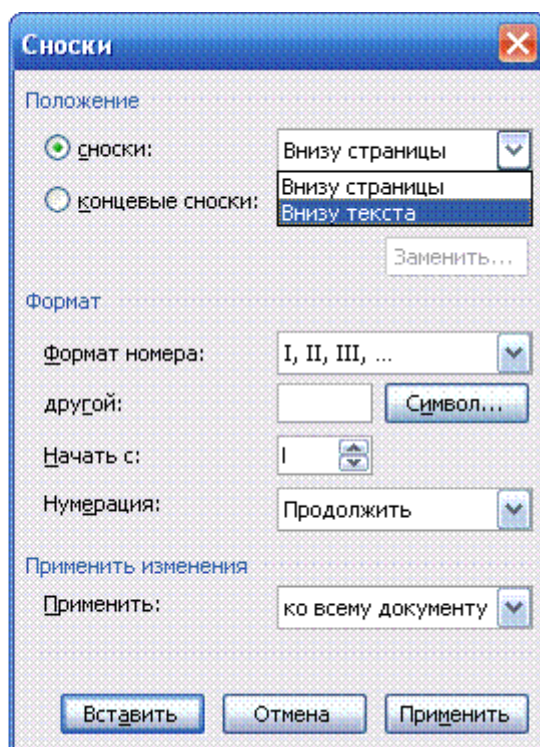 Сноски
Положение
сноски:
Внизу страницы
Внизу страницы
концевые сноски:
Внизу текста
Заменить...
Формат
Формат номера:
I, II, III, ...
другой:
Символ...
Начать с:
I
Нумерация:
Продолжить
Применить изменения
Применить:
ко всему документу
Вставить
Отмена
Применить